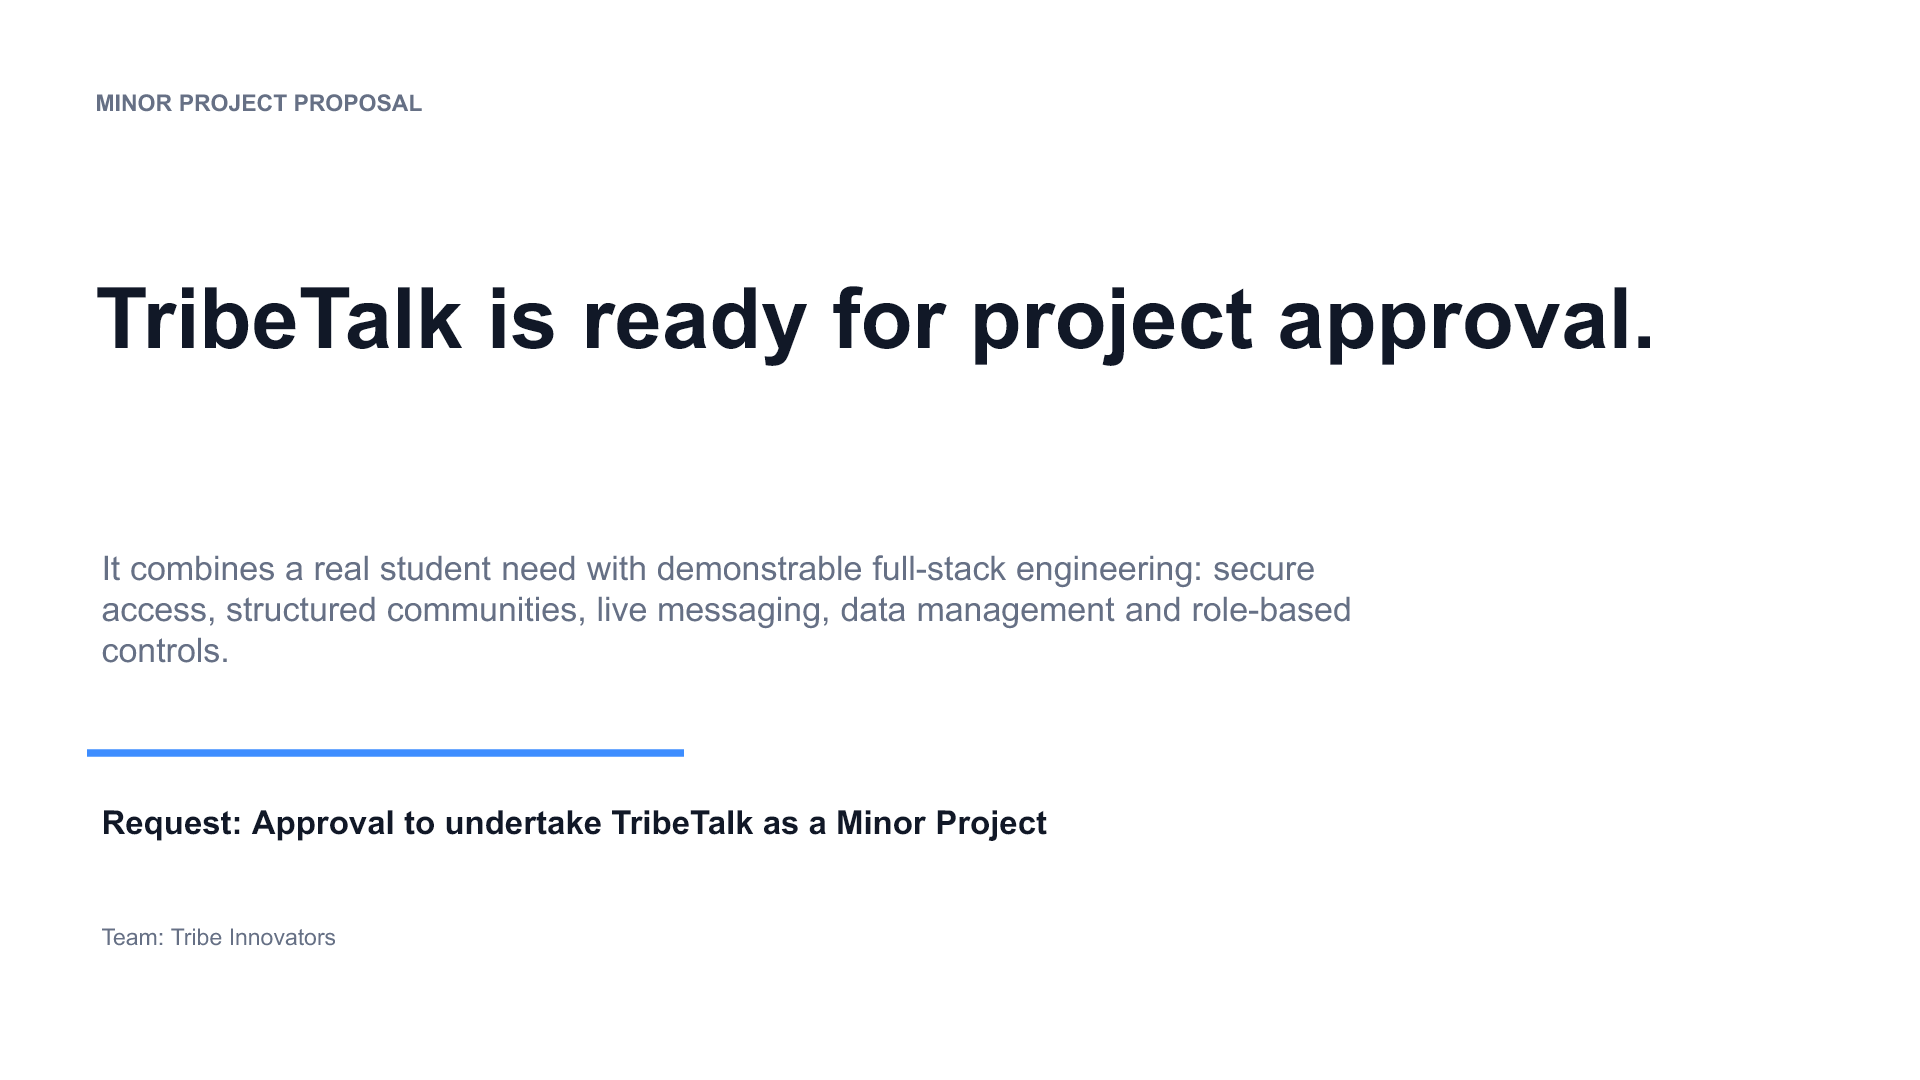 MINOR PROJECT PROPOSAL
TribeTalk is ready for project approval.
It combines a real student need with demonstrable full-stack engineering: secure
access, structured communities, live messaging, data management and role-based
controls.
Request: Approval to undertake TribeTalk as a Minor Project
Team: Tribe Innovators